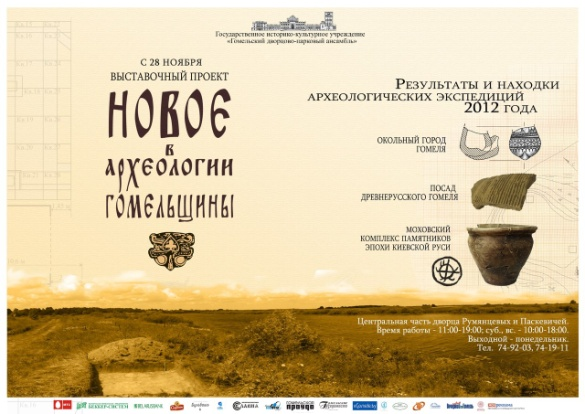 Государственное историко-культурное учреждение
«Гомельский дворцово-парковый ансамбль»
С 28 НОЯБРЯ
ВЫСТАВОЧНЫЙ ПРОЕКТ
НОВОЕ
В
АРХЕОЛОГИИ
ГОМЕЛЬЩИНЫ
РЕЗУЛЬТАТЫ И НАХОДКИ
АРХЕОЛОГИЧЕСКИХ ЭКСПЕДИЦИЙ
2012 ГОДА
ОКОЛЬНЫЙ ГОРОД
ГОМЕЛЯ
ПОСАД
ДРЕВНЕРУССКОГО ГОМЕЛЯ
МОХОВСКИЙ
КОМПЛЕКС ПАМЯТНИКОВ
ЭПОХИ КИЕВСКОЙ РУСИ
Центральная часть дворца Румянцевых и Паскевичей.
Время работы - 11:00-19:00; суб., вс. - 10:00-18:00.
Выходной - понедельник.
Тел. 74-92-03, 74-19-11
БЕККЕР-СИСТЕМ
правда